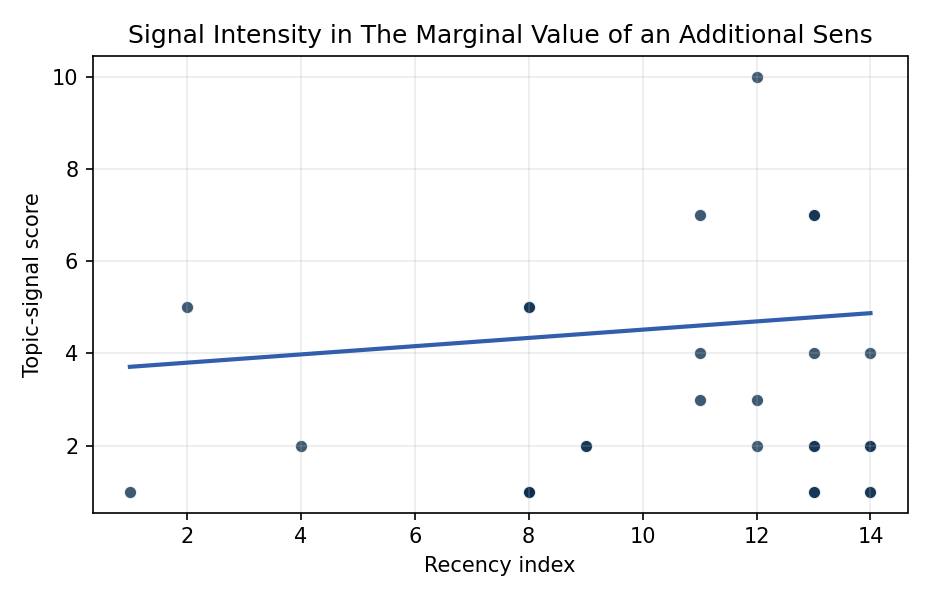 Signal Intensity in The Marginal Value of an Additional Sens
10
8
6
4
2
Topic-signal score
2 4 6 8 10 12 14
Recency index